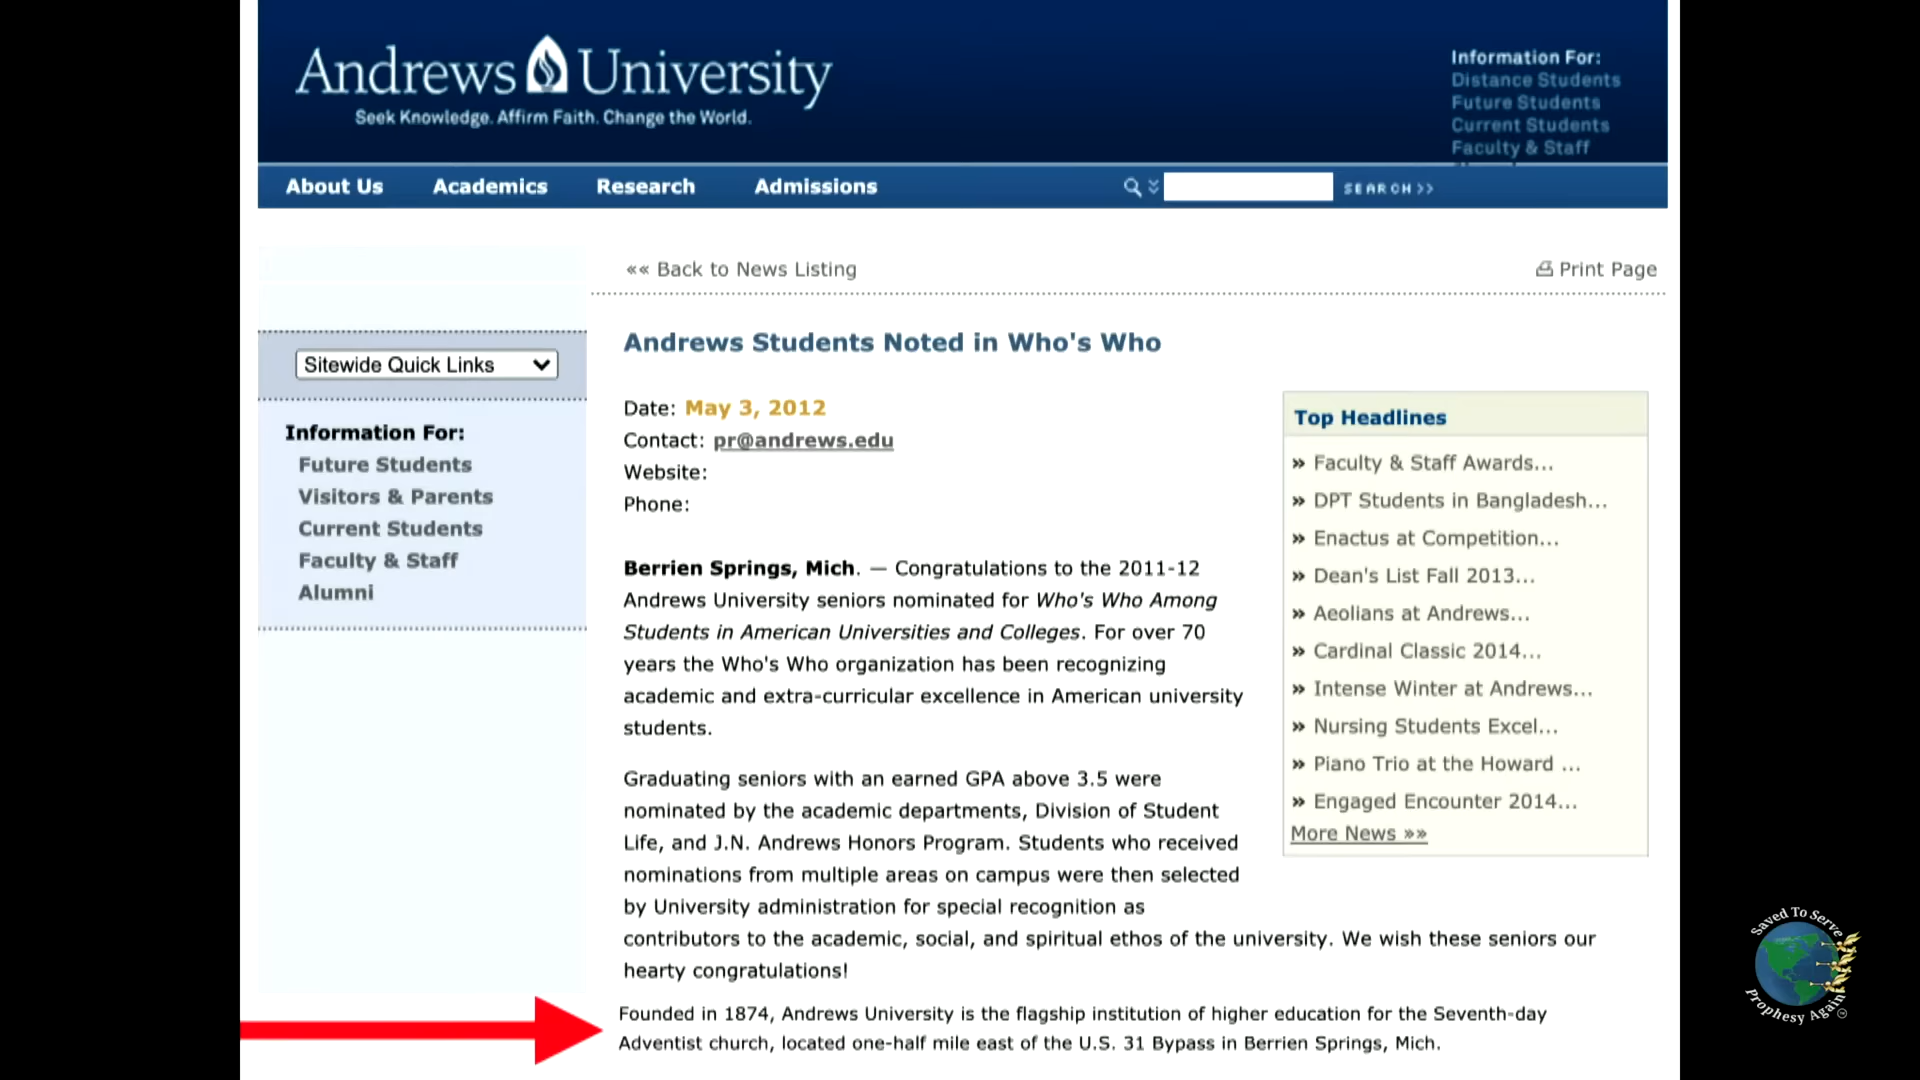 Andrews University
Seek Knowledge. Affirm Faith. Change the World.
Information For:
Distance Students
Future Students
Current Students
Faculty & Staff
About Us
Academics
Research
Admissions
SEARCH >>
«« Back to News Listing
Print Page
Sitewide Quick Links
Information For:
Future Students
Visitors & Parents
Current Students
Faculty & Staff
Alumni
Andrews Students Noted in Who's Who
Date: May 3, 2012
Contact: pr@andrews.edu
Website:
Phone:
Berrien Springs, Mich. — Congratulations to the 2011-12
Andrews University seniors nominated for Who's Who Among
Students in American Universities and Colleges. For over 70
years the Who's Who organization has been recognizing
academic and extra-curricular excellence in American university
students.
Graduating seniors with an earned GPA above 3.5 were
nominated by the academic departments, Division of Student
Life, and J.N. Andrews Honors Program. Students who received
nominations from multiple areas on campus were then selected
by University administration for special recognition as
contributors to the academic, social, and spiritual ethos of the university. We wish these seniors our
hearty congratulations!
Founded in 1874, Andrews University is the flagship institution of higher education for the Seventh-day
Adventist church, located one-half mile east of the U.S. 31 Bypass in Berrien Springs, Mich.
Top Headlines
» Faculty & Staff Awards...
» DPT Students in Bangladesh...
» Enactus at Competition...
» Dean's List Fall 2013...
» Aeolians at Andrews...
» Cardinal Classic 2014...
» Intense Winter at Andrews...
» Nursing Students Excel...
» Piano Trio at the Howard ...
» Engaged Encounter 2014...
More News »»
Saved To Serve
Prophesy Again